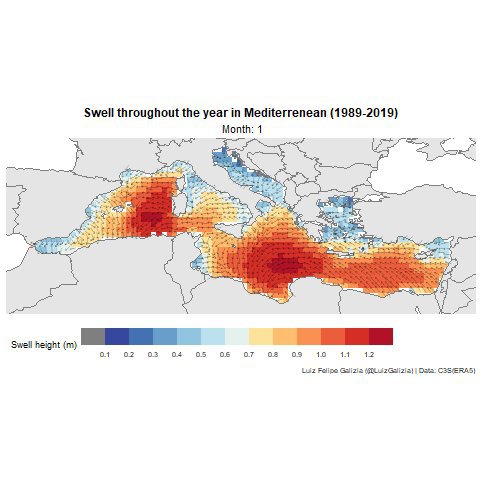 Swell throughout the year in Mediterrenean (1989-2019)
Month: 1
Swell height (m)
0.1 0.2 0.3 0.4 0.5 0.6 0.7 0.8 0.9 1.0 1.1 1.2
Luiz Felipe Galizia (@LuizGalizia) | Data: C3S(ERA5)